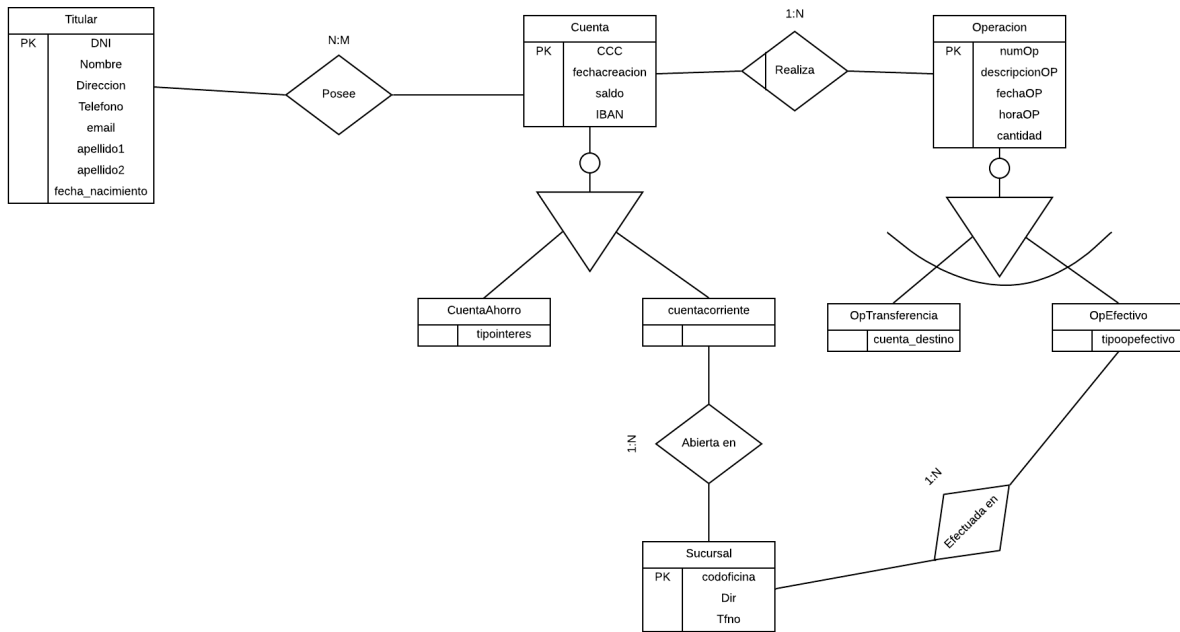 Titular
PK
DNI
Nombre
Direccion
Telefono
email
apellido1
apellido2
fecha_nacimiento
N:M
Posee
Cuenta
PK
CCC
fechacreacion
saldo
IBAN
1:N
Realiza
Operacion
PK
numOp
descripcionOP
fechaOP
horaOP
cantidad
CuentaAhorro
tipointeres
cuentacorriente
OpTransferencia
cuenta_destino
OpEfectivo
tipoopefectivo
1:N
Abierta en
1:N
Efectuada en
Sucursal
PK
codoficina
Dir
Tfno